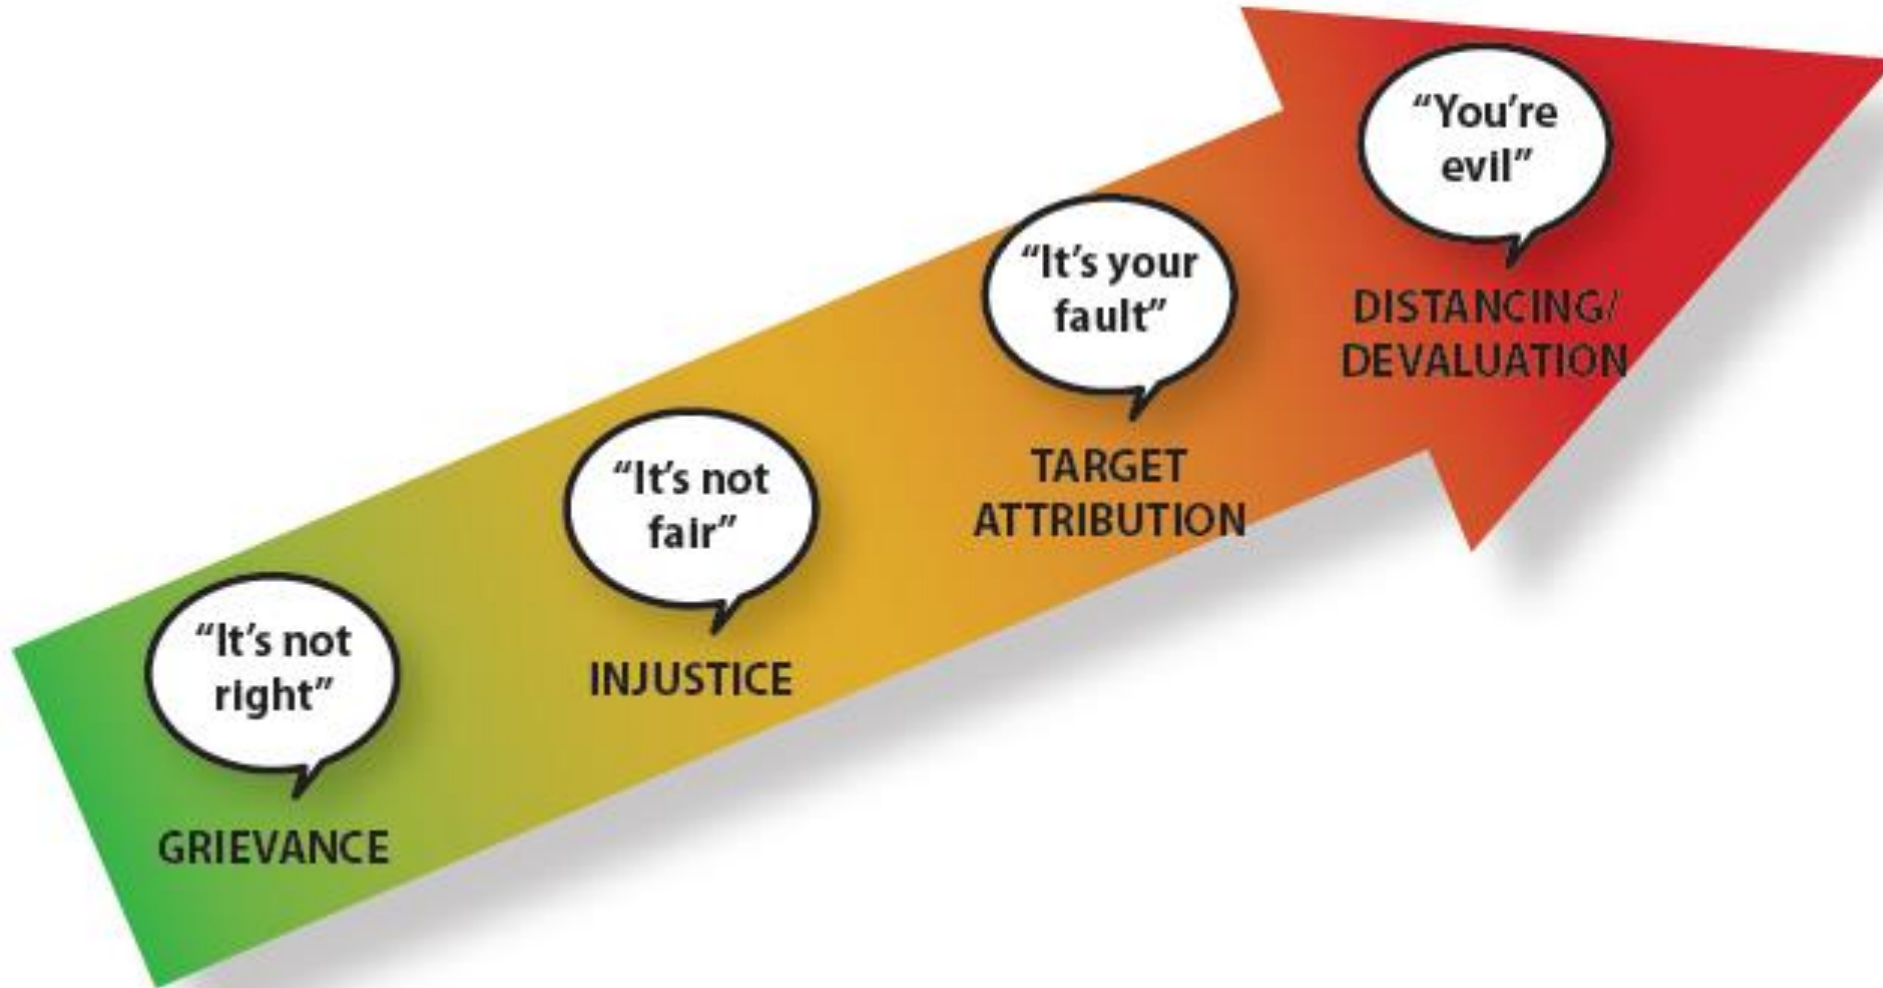 “It’s not
right”
GRIEVANCE
“It’s not
fair”
INJUSTICE
“It’s your
fault”
TARGET
ATTRIBUTION
“You’re
evil”
DISTANCING/
DEVALUATION